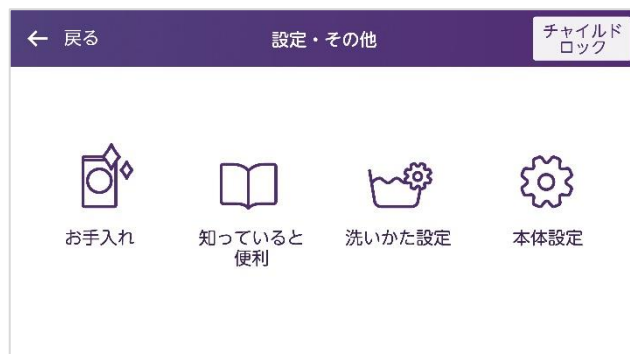 ← 戻る
設定・その他
チャイルド
ロック
お手入れ
知っていると
便利
洗いかた設定
本体設定